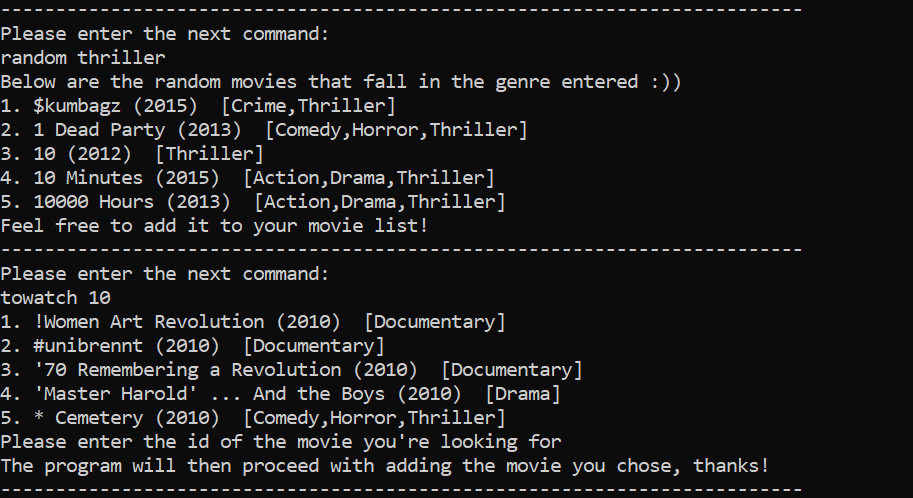 --------------------------------------------------------------------
Please enter the next command:
random thriller
Below are the random movies that fall in the genre entered :))
1. $kumbagz (2015)  [Crime,Thriller]
2. 1 Dead Party (2013)  [Comedy,Horror,Thriller]
3. 10 (2012)  [Thriller]
4. 10 Minutes (2015)  [Action,Drama,Thriller]
5. 10000 Hours (2013)  [Action,Drama,Thriller]
Feel free to add it to your movie list!
--------------------------------------------------------------------
Please enter the next command:
towatch 10
1. !Women Art Revolution (2010)  [Documentary]
2. #unibrennt (2010)  [Documentary]
3. '70 Remembering a Revolution (2010)  [Documentary]
4. 'Master Harold' ... And the Boys (2010)  [Drama]
5. * Cemetery (2010)  [Comedy,Horror,Thriller]
Please enter the id of the movie you're looking for
The program will then proceed with adding the movie you chose, thanks!
--------------------------------------------------------------------